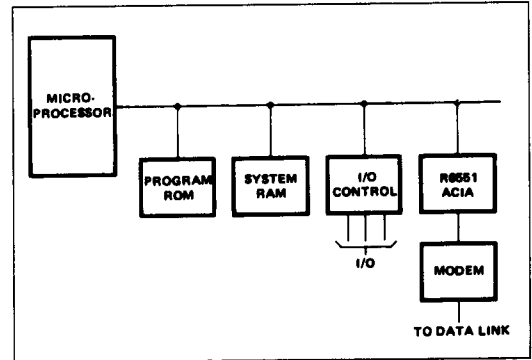 MICRO-
PROCESSOR
PROGRAM
ROM
SYSTEM
RAM
I/O
CONTROL
R6551
ACIA
I/O
MODEM
TO DATA LINK